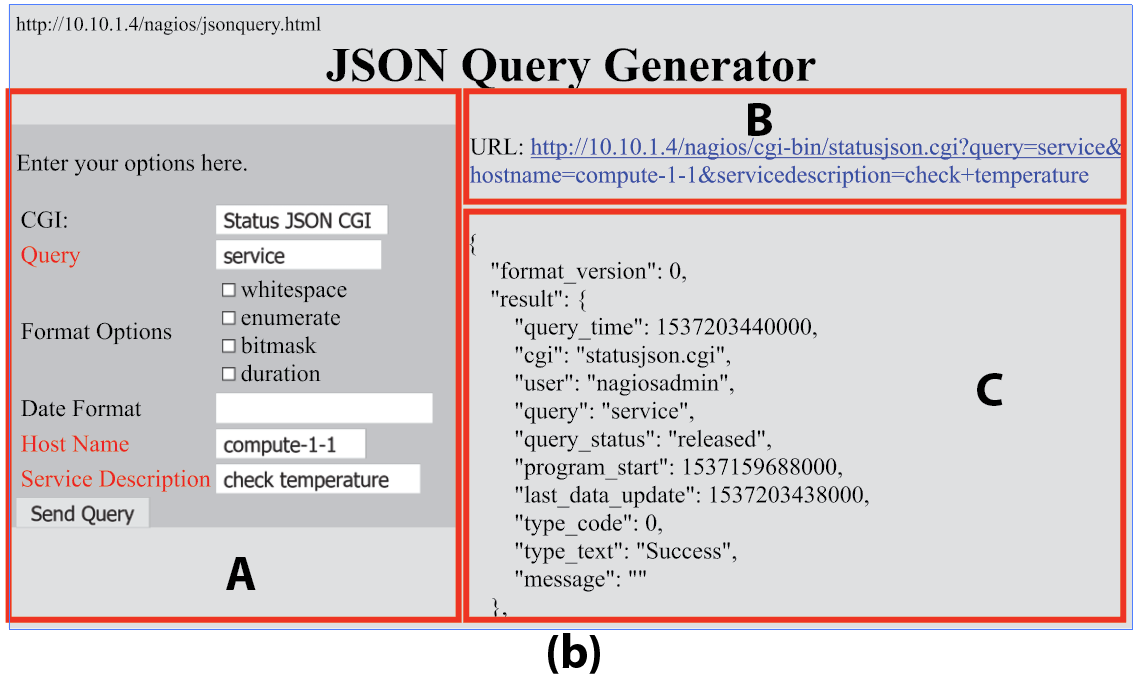 http://10.10.1.4/nagios/jsonquery.html
JSON Query Generator
Enter your options here.
CGI: Status JSON CGI
Query service
Format Options
whitespace
enumerate
bitmask
duration
Date Format
Host Name compute-1-1
Service Description check temperature
Send Query
A
B
URL: http://10.10.1.4/nagios/cgi-bin/statusjson.cgi?query=service&
hostname=compute-1-1&servicedescription=check+temperature
{
"format_version": 0,
"result": {
"query_time": 1537203440000,
"cgi": "statusjson.cgi",
"user": "nagiosadmin",
"query": "service",
"query_status": "released",
"program_start": 1537159688000,
"last_data_update": 1537203438000,
"type_code": 0,
"type_text": "Success",
"message": ""
},
C
(b)